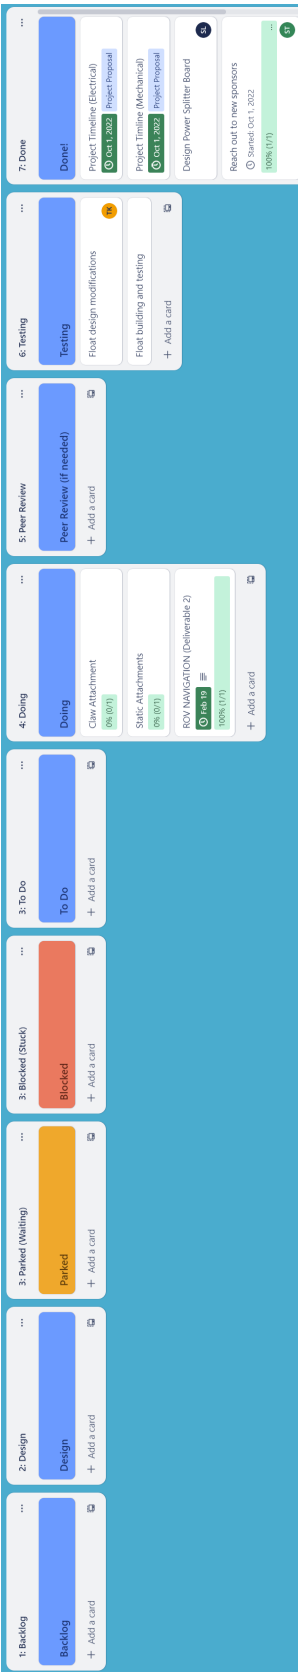 1: Backlog
...
Backlog
+ Add a card
2: Design
...
Design
+ Add a card
3: Parked (Waiting)
...
Parked
+ Add a card
3: Blocked (Stuck)
...
Blocked
+ Add a card
3: To Do
...
To Do
+ Add a card
4: Doing
...
Doing
Claw Attachment
0% (0/1)
Static Attachments
0% (0/1)
ROV NAVIGATION (Deliverable 2)
Feb 19
100% (1/1)
+ Add a card
5: Peer Review
...
Peer Review (if needed)
+ Add a card
6: Testing
...
Testing
Float design modifications
TK
Float building and testing
+ Add a card
7: Done
...
Done!
Project Timeline (Electrical)
Oct 1, 2022 Project Proposal
Project Timline (Mechanical)
Oct 1, 2022 Project Proposal
Design Power Splitter Board
SL
Reach out to new sponsors
Started: Oct 1, 2022
100% (1/1) ...
ST